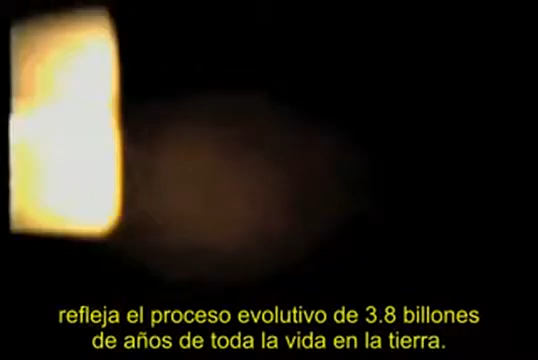 refleja el proceso evolutivo de 3.8 billones
de años de toda la vida en la tierra.